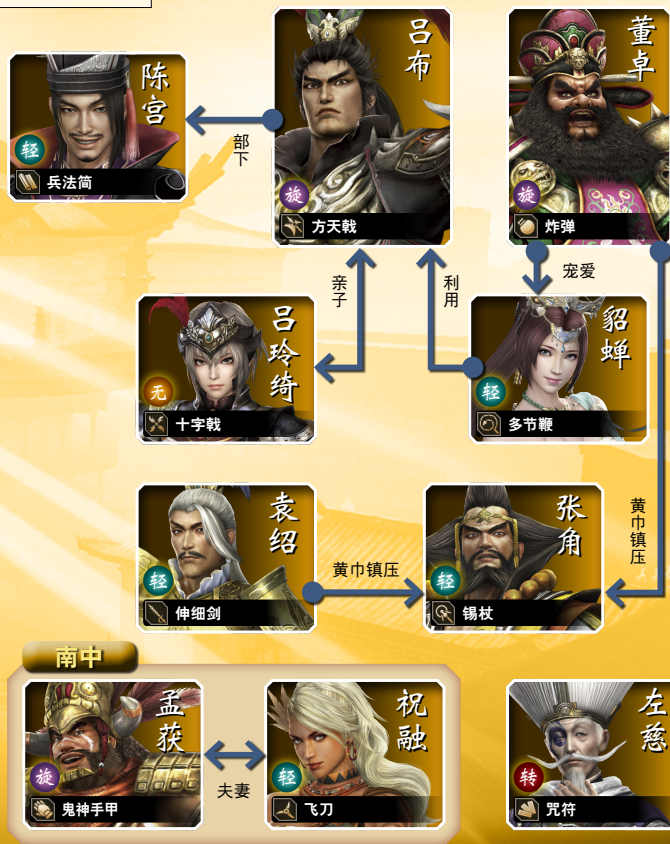 陈宫
轻
兵法简
部下
吕布
旋
方天戟
董卓
旋
炸弹
亲子
利用
宠爱
吕玲绮
无
十字戟
貂蝉
轻
多节鞭
袁绍
轻
伸细剑
黄巾镇压
张角
轻
锡杖
黄巾镇压
南中
孟获
旋
鬼神手甲
夫妻
祝融
轻
飞刀
左慈
转
咒符